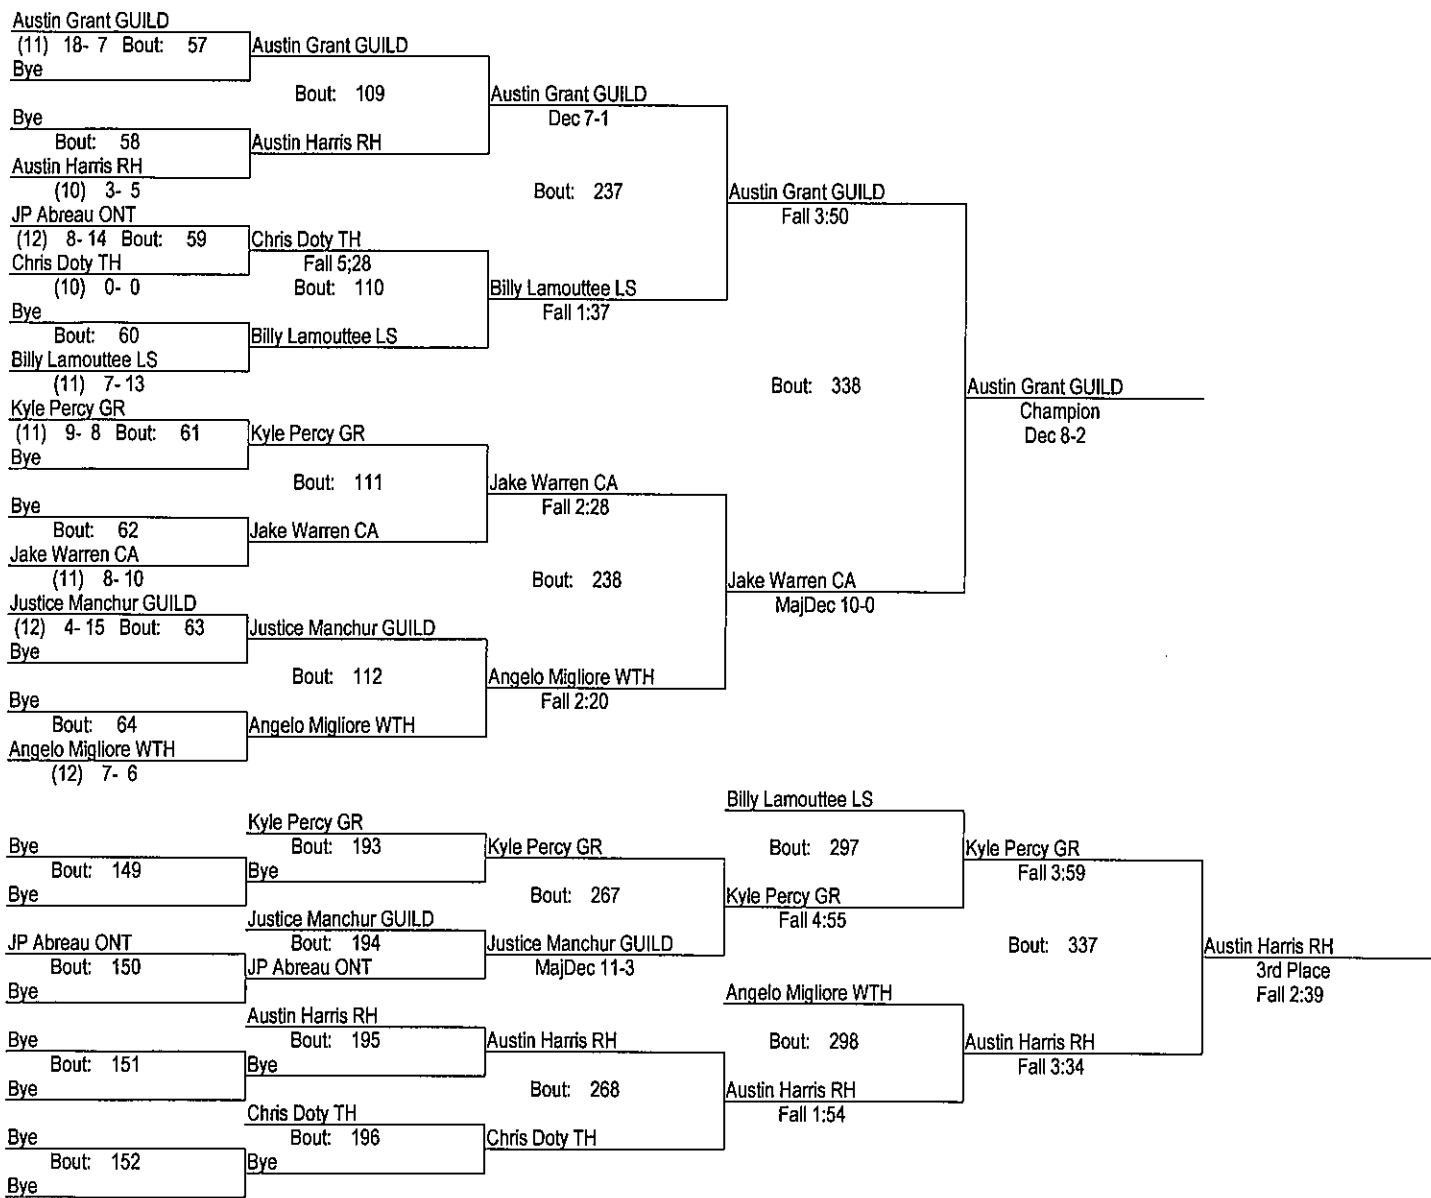 Austin Grant GUILD
(11) 18- 7 Bout: 57
Bye
Austin Grant GUILD
Bout: 109
Bye
Bout: 58
Austin Harris RH
(10) 3- 5
Austin Harris RH
Austin Grant GUILD
Dec 7-1
Bout: 237
JP Abreau ONT
(12) 8- 14 Bout: 59
Chris Doty TH
(10) 0- 0
Chris Doty TH
Fall 5;28
Bout: 110
Bye
Bout: 60
Billy Lamouttee LS
(11) 7- 13
Billy Lamouttee LS
Billy Lamouttee LS
Fall 1:37
Austin Grant GUILD
Fall 3:50
Bout: 338
Kyle Percy GR
(11) 9- 8 Bout: 61
Bye
Kyle Percy GR
Bout: 111
Bye
Bout: 62
Jake Warren CA
(11) 8- 10
Jake Warren CA
Jake Warren CA
Fall 2:28
Bout: 238
Justice Manchur GUILD
(12) 4- 15 Bout: 63
Bye
Justice Manchur GUILD
Bout: 112
Bye
Bout: 64
Angelo Migliore WTH
(12) 7- 6
Angelo Migliore WTH
Angelo Migliore WTH
Fall 2:20
Jake Warren CA
MajDec 10-0
Austin Grant GUILD
Champion
Dec 8-2
Bye
Bout: 149
Bye
Kyle Percy GR
Bout: 193
Bye
Kyle Percy GR
Bout: 267
JP Abreau ONT
Bout: 150
Bye
Justice Manchur GUILD
Bout: 194
JP Abreau ONT
Justice Manchur GUILD
MajDec 11-3
Billy Lamouttee LS
Bout: 297
Kyle Percy GR
Fall 4:55
Kyle Percy GR
Fall 3:59
Bout: 337
Bye
Bout: 151
Bye
Austin Harris RH
Bout: 195
Bye
Austin Harris RH
Bout: 268
Bye
Bout: 152
Bye
Chris Doty TH
Bout: 196
Bye
Chris Doty TH
Angelo Migliore WTH
Bout: 298
Austin Harris RH
Fall 1:54
Austin Harris RH
Fall 3:34
Austin Harris RH
3rd Place
Fall 2:39